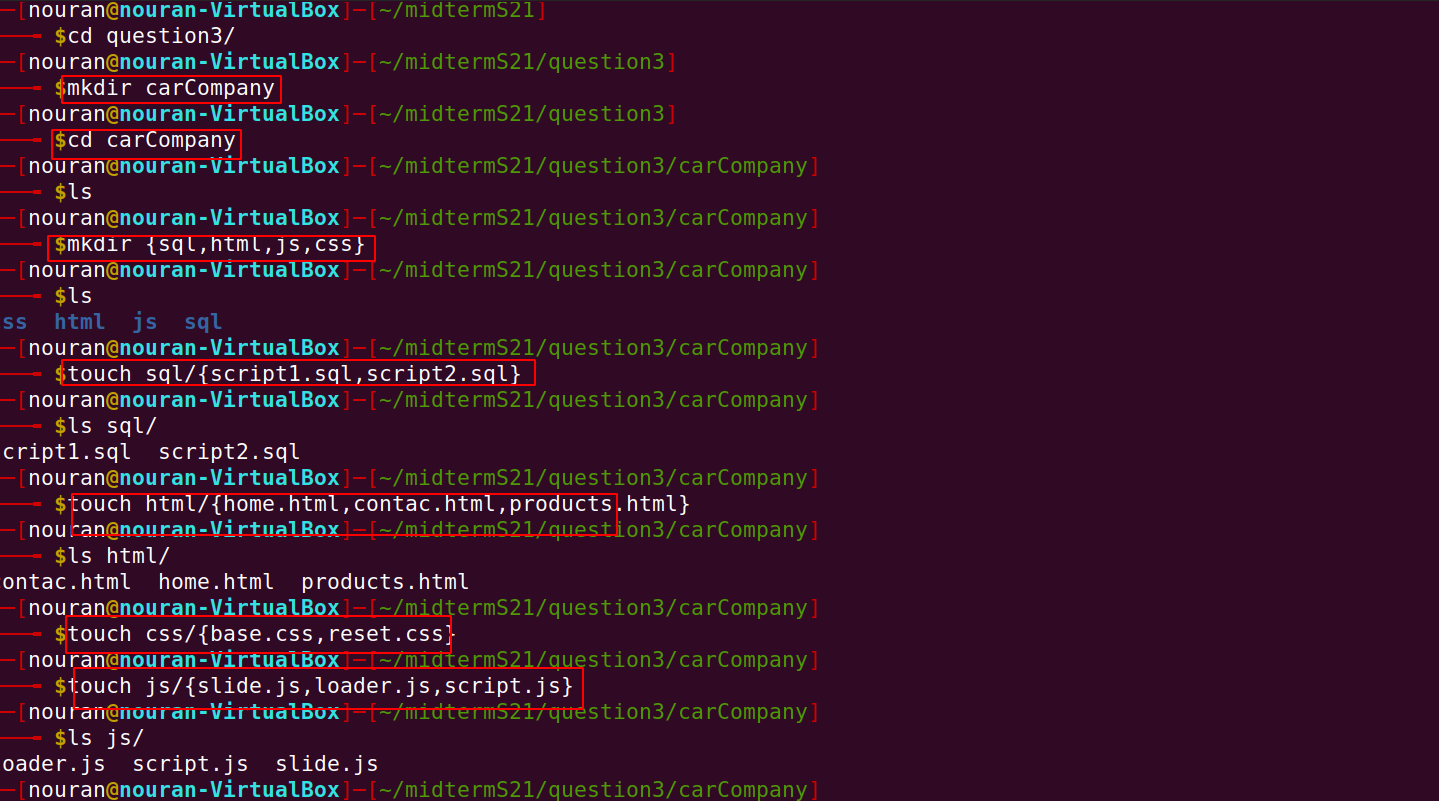 [nouran@nouran-VirtualBox]─[~/midtermS21]
$cd question3/
[nouran@nouran-VirtualBox]─[~/midtermS21/question3]
$mkdir carCompany
[nouran@nouran-VirtualBox]─[~/midtermS21/question3]
$cd carCompany
[nouran@nouran-VirtualBox]─[~/midtermS21/question3/carCompany]
$ls
[nouran@nouran-VirtualBox]─[~/midtermS21/question3/carCompany]
$mkdir {sql,html,js,css}
[nouran@nouran-VirtualBox]─[~/midtermS21/question3/carCompany]
$ls
ss  html  js  sql
[nouran@nouran-VirtualBox]─[~/midtermS21/question3/carCompany]
$touch sql/{script1.sql,script2.sql}
[nouran@nouran-VirtualBox]─[~/midtermS21/question3/carCompany]
$ls sql/
cript1.sql  script2.sql
[nouran@nouran-VirtualBox]─[~/midtermS21/question3/carCompany]
$touch html/{home.html,contac.html,products.html}
[nouran@nouran-VirtualBox]─[~/midtermS21/question3/carCompany]
$ls html/
ontac.html  home.html  products.html
[nouran@nouran-VirtualBox]─[~/midtermS21/question3/carCompany]
$touch css/{base.css,reset.css}
[nouran@nouran-VirtualBox]─[~/midtermS21/question3/carCompany]
$touch js/{slide.js,loader.js,script.js}
[nouran@nouran-VirtualBox]─[~/midtermS21/question3/carCompany]
$ls js/
oader.js  script.js  slide.js
[nouran@nouran-VirtualBox]─[~/midtermS21/question3/carCompany]